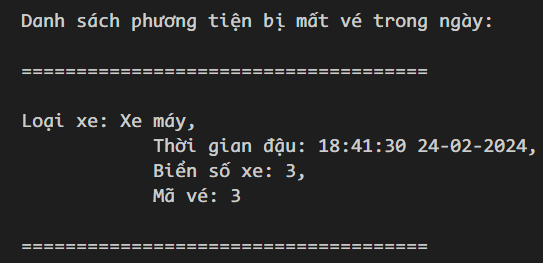 Danh sách phương tiện bị mất vé trong ngày:
=====================================
Loại xe: Xe máy,
Thời gian đậu: 18:41:30 24-02-2024,
Biển số xe: 3,
Mã vé: 3
=====================================